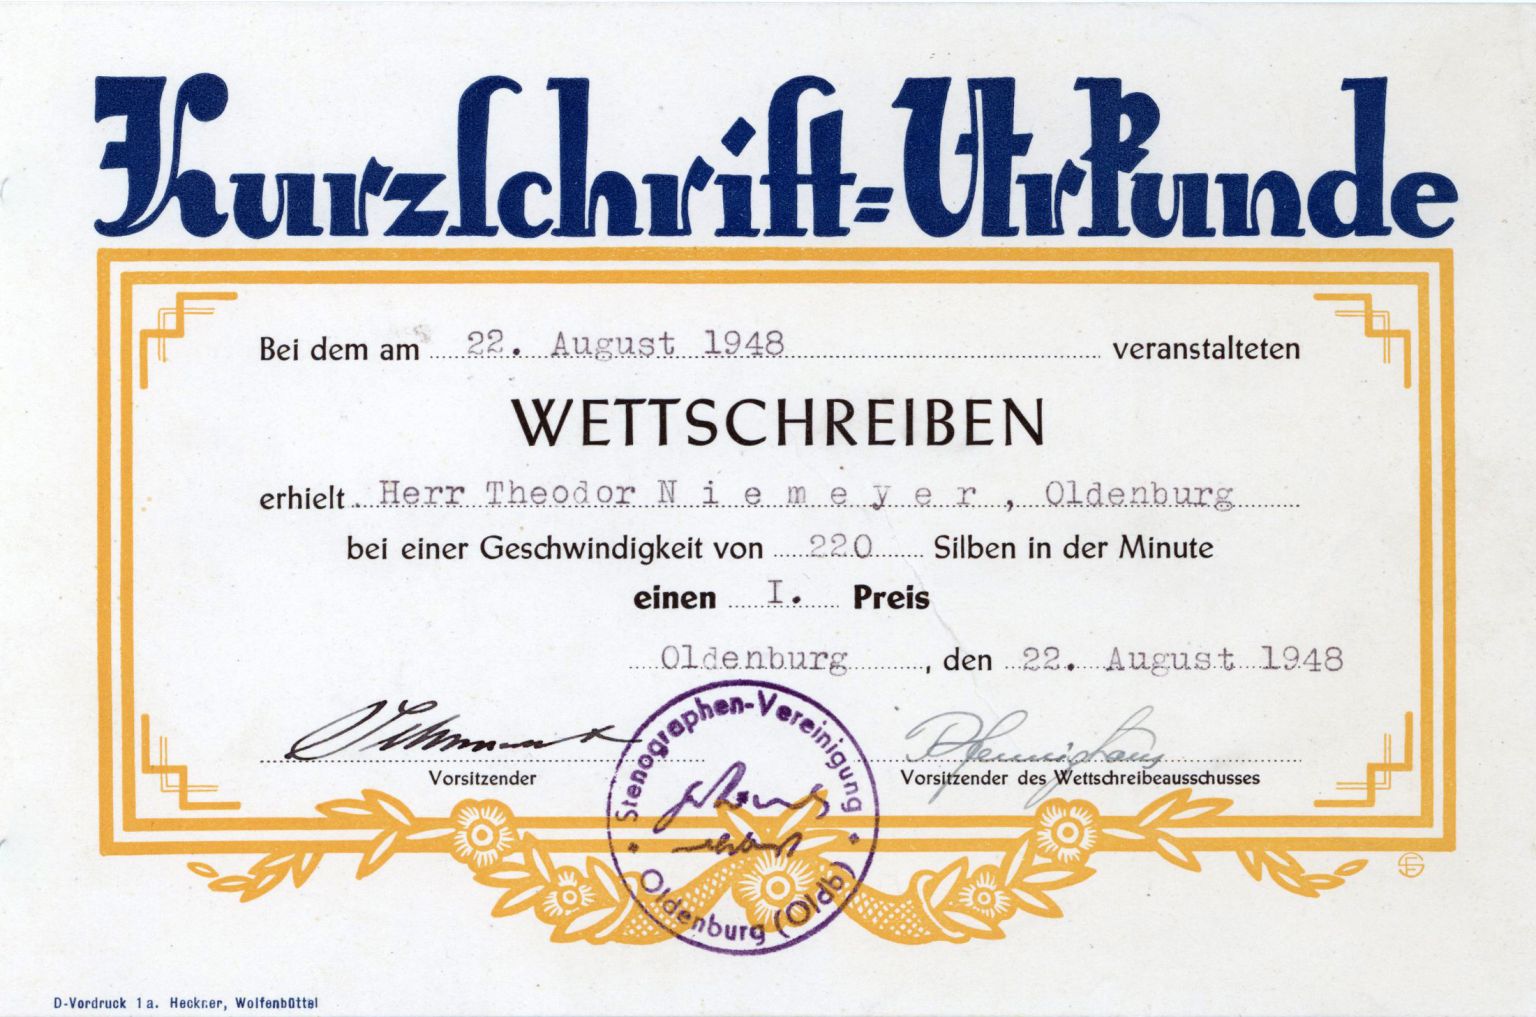 Kurzschrift=Urkunde
Bei dem am 22. August 1948 veranstalteten
WETTSCHREIBEN
erhielt Herr Theodor N i e m e y e r , Oldenburg
bei einer Geschwindigkeit von 220 Silben in der Minute
einen I. Preis
Oldenburg, den 22. August 1948
Pfennighaus
Vorsitzender
Vorsitzender des Wettschreibeausschusses
Stenographen-Vereinigung
Oldenburg (Oldb)
D-Vordruck 1a. Heckner, Wolfenbüttel